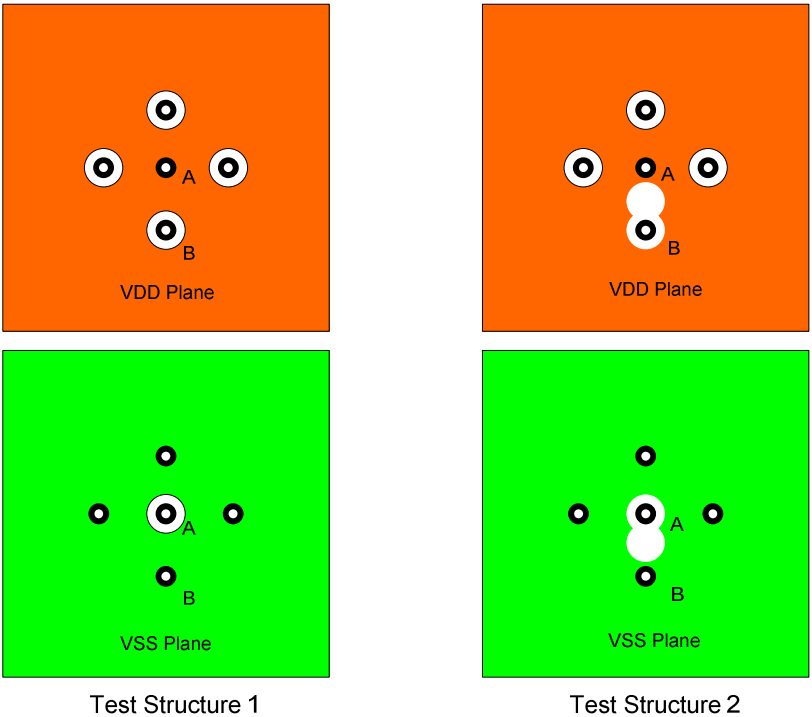 A
B
VDD Plane
A
B
VDD Plane
A
B
VSS Plane
A
B
VSS Plane
Test Structure 1
Test Structure 2